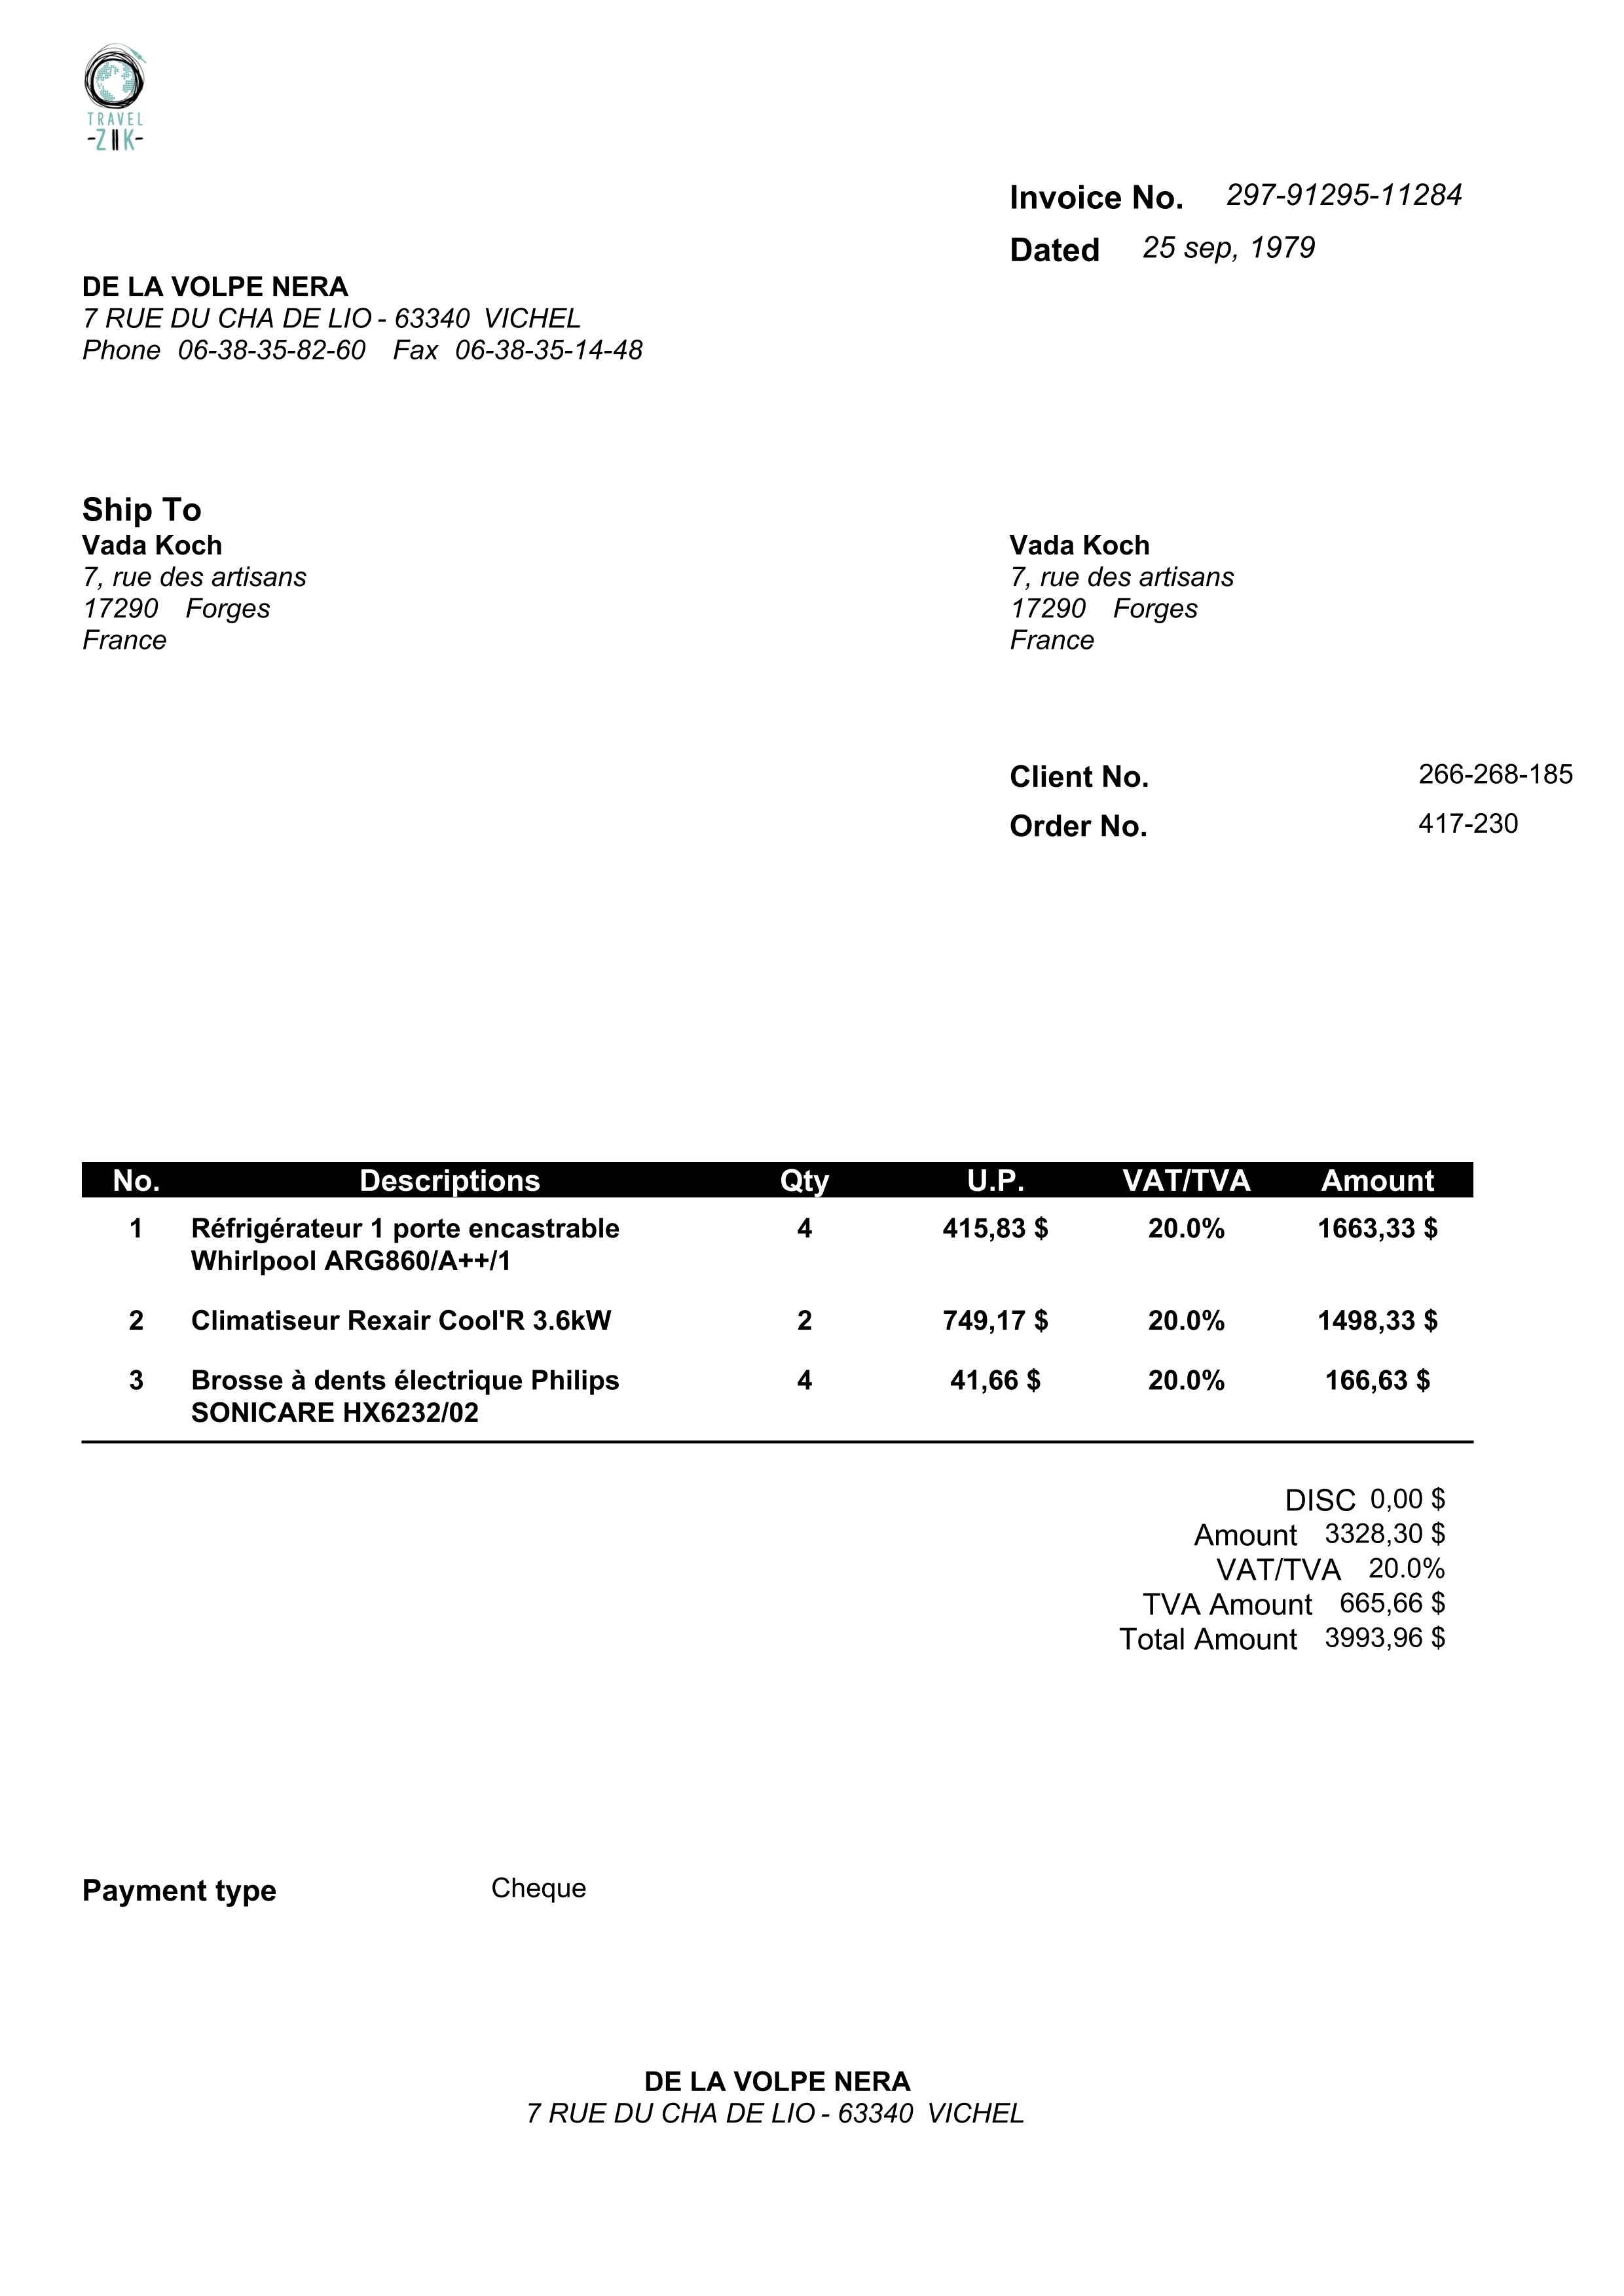 TRAVEL
-ZIIK-
Invoice No. 297-91295-11284
Dated 25 sep, 1979
DE LA VOLPE NERA
7 RUE DU CHA DE LIO - 63340 VICHEL
Phone 06-38-35-82-60 Fax 06-38-35-14-48
Ship To
Vada Koch
7, rue des artisans
17290 Forges
France
Vada Koch
7, rue des artisans
17290 Forges
France
Client No. 266-268-185
Order No. 417-230
No. Descriptions Qty U.P. VAT/TVA Amount
1 Réfrigérateur 1 porte encastrable 4 415,83 $ 20.0% 1663,33 $
Whirlpool ARG860/A++/1
2 Climatiseur Rexair Cool'R 3.6kW 2 749,17 $ 20.0% 1498,33 $
3 Brosse à dents électrique Philips 4 41,66 $ 20.0% 166,63 $
SONICARE HX6232/02
DISC 0,00 $
Amount 3328,30 $
VAT/TVA 20.0%
TVA Amount 665,66 $
Total Amount 3993,96 $
Payment type Cheque
DE LA VOLPE NERA
7 RUE DU CHA DE LIO - 63340 VICHEL